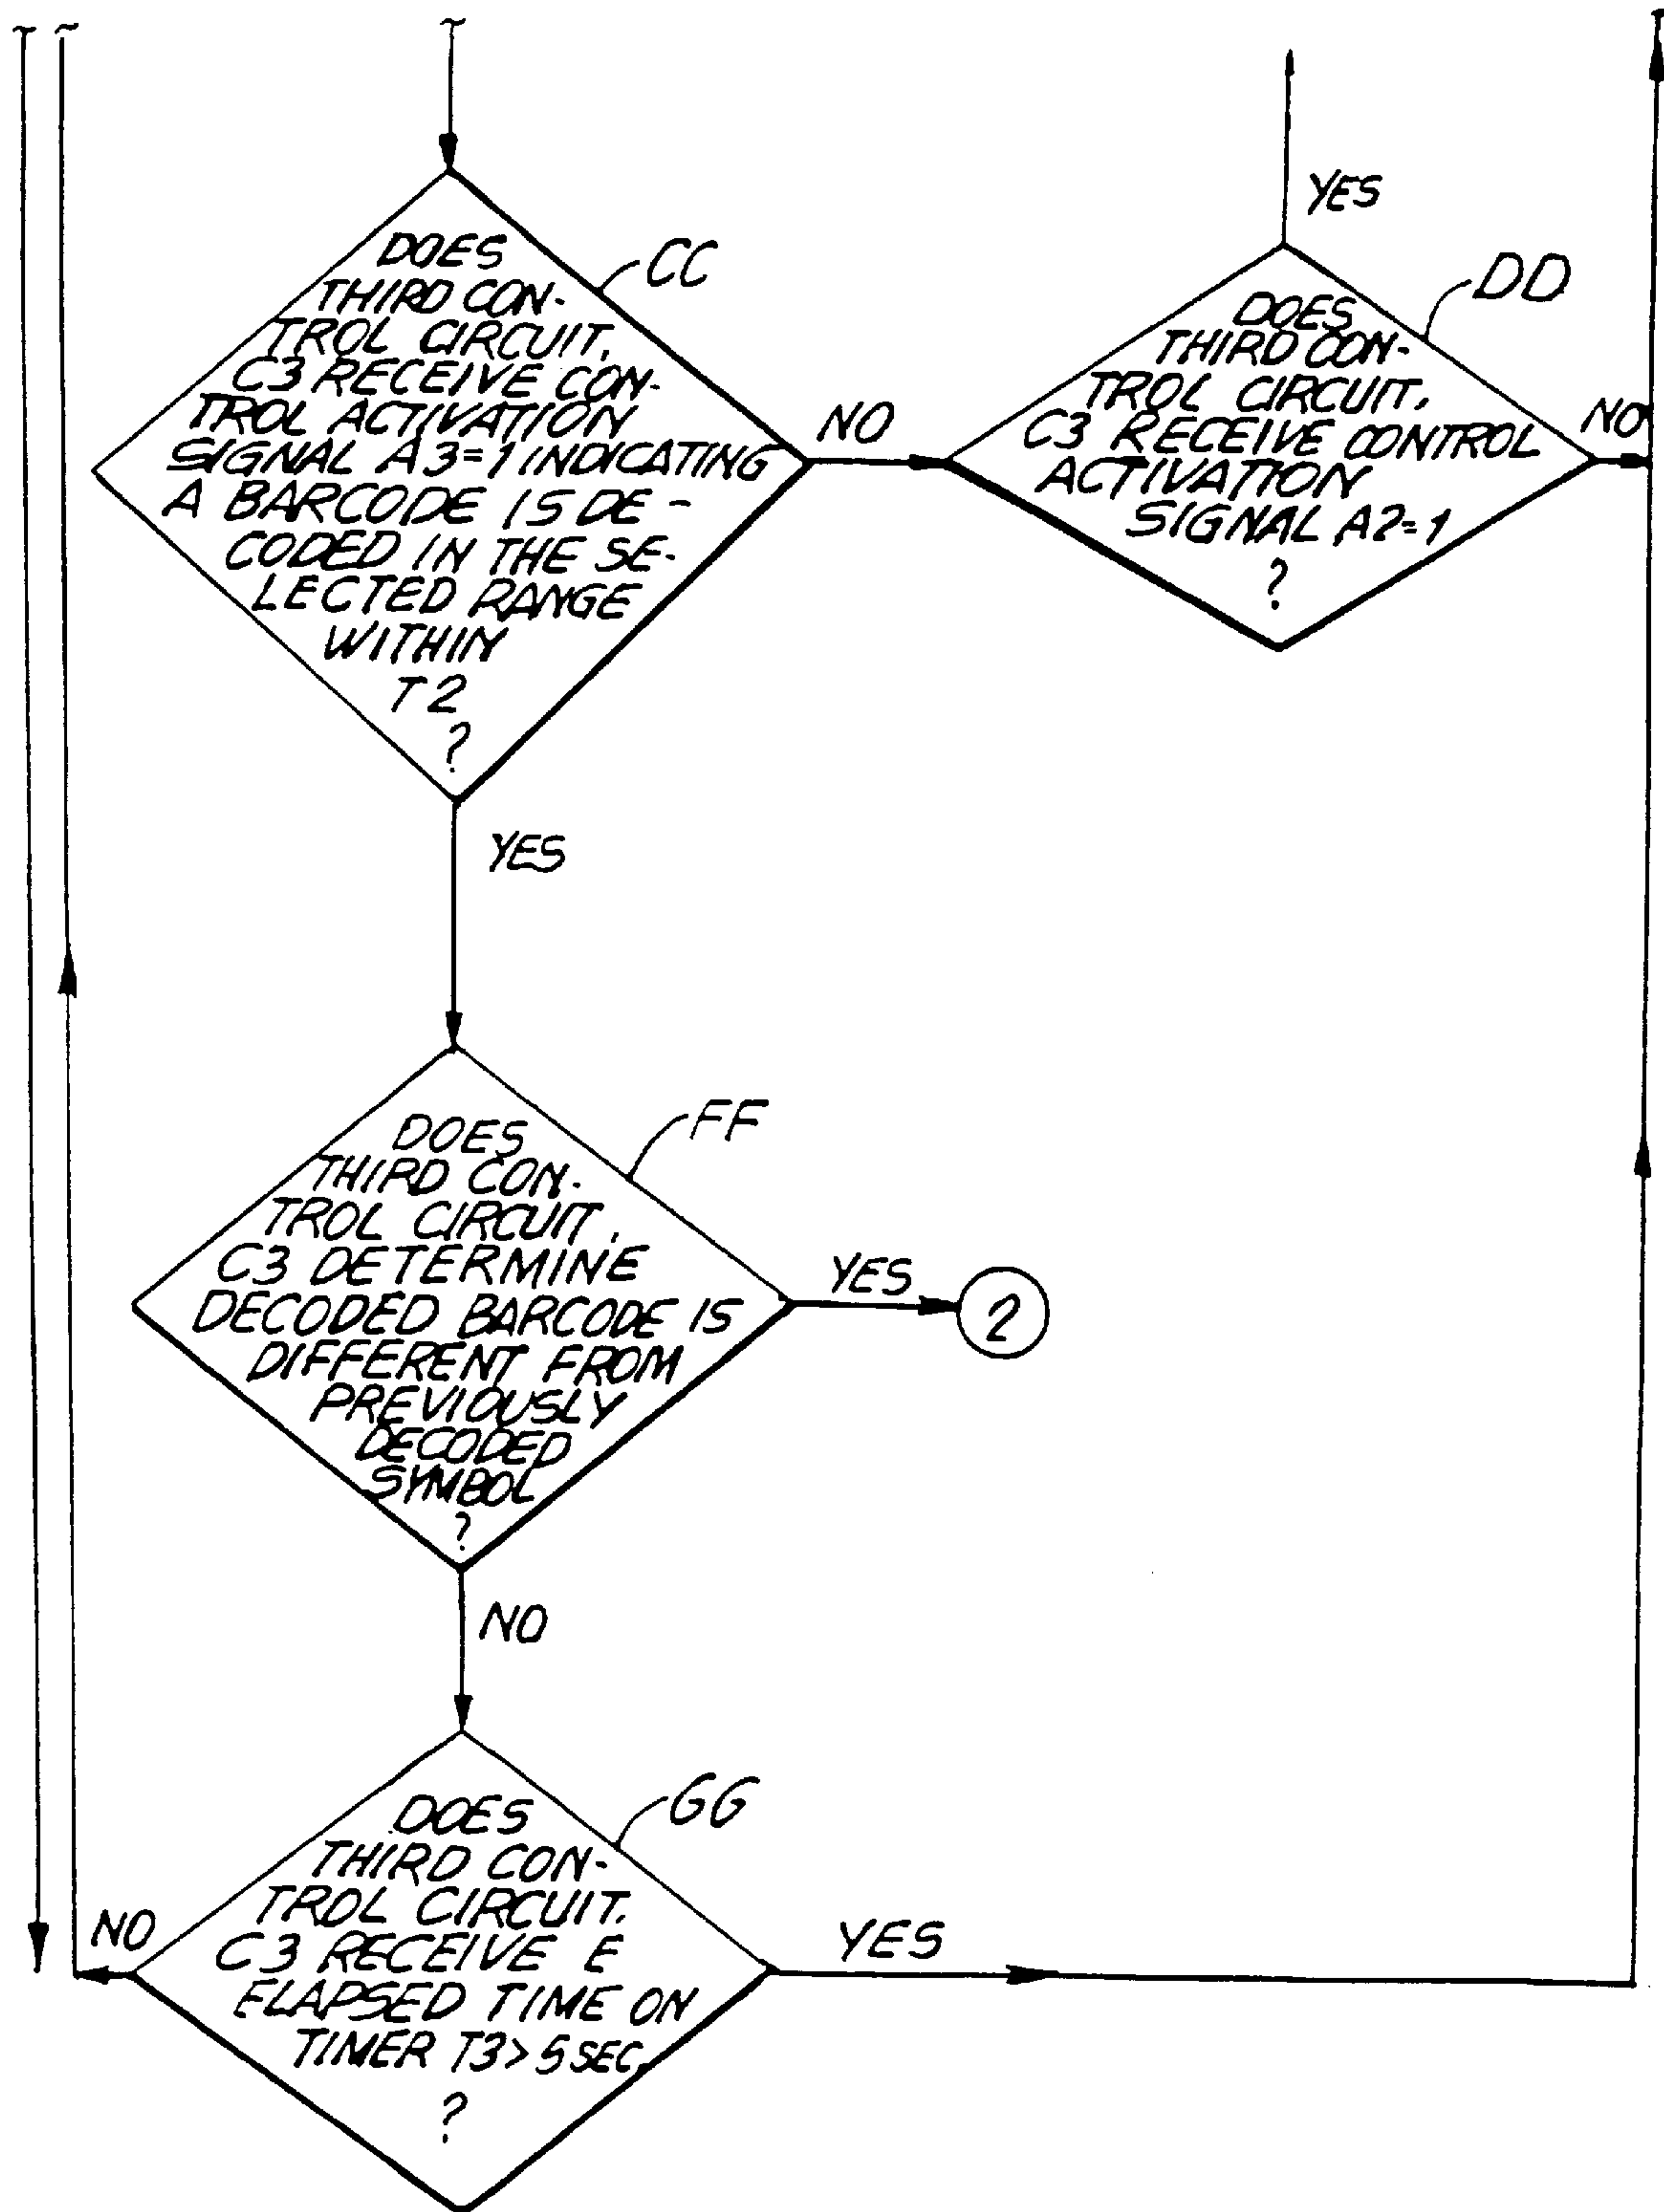 DOES
THIRD CON-
TROL CIRCUIT,
C3 RECEIVE CON-
TROL ACTIVATION
SIGNAL A3=1 INDICATING
A BARCODE IS DE-
CODED IN THE SE-
LECTED RANGE
WITHIN
T2
?
CC
NO
YES
DOES
THIRD CON-
TROL CIRCUIT,
C3 RECEIVE CONTROL
ACTIVATION
SIGNAL A2=1
?
DD
YES
NO
DOES
THIRD CON-
TROL CIRCUIT,
C3 DETERMINE
DECODED BARCODE IS
DIFFERENT FROM
PREVIOUSLY
DECODED
SYMBOL
?
FF
YES
2
NO
DOES
THIRD CON-
TROL CIRCUIT,
C3 RECEIVE E
ELAPSED TIME ON
TIMER T3>5SEC
?
GG
NO
YES